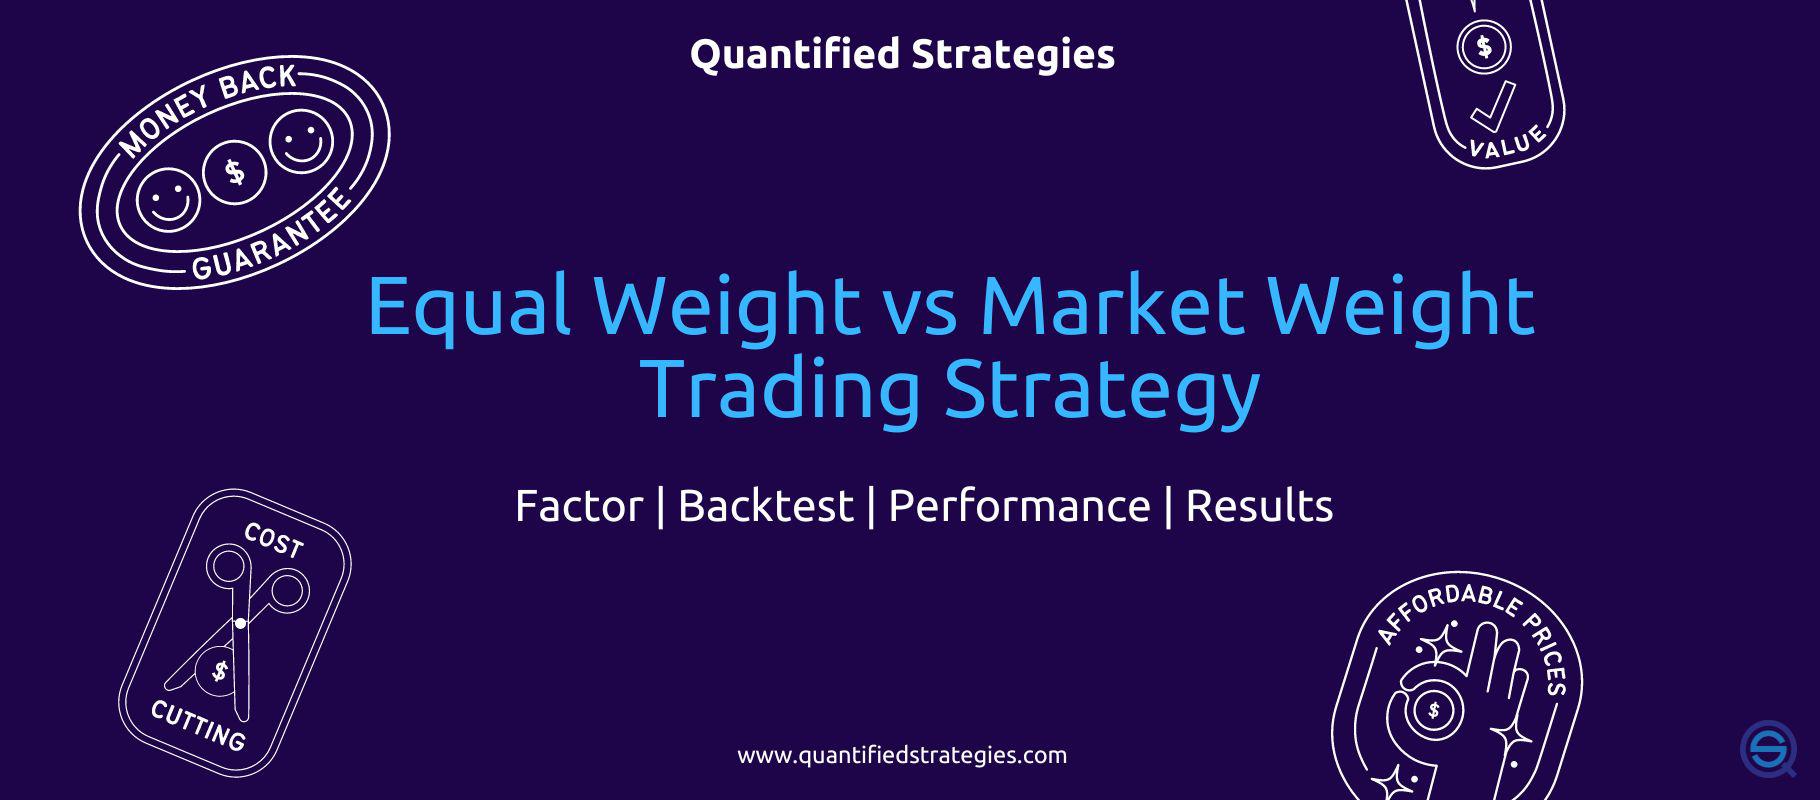 Quantified Strategies
MONEY BACK
$
GUARANTEE
$
VALUE
Equal Weight vs Market Weight
Trading Strategy
Factor | Backtest | Performance | Results
COST
$
CUTTING
AFFORDABLE PRICES
$
www.quantifiedstrategies.com